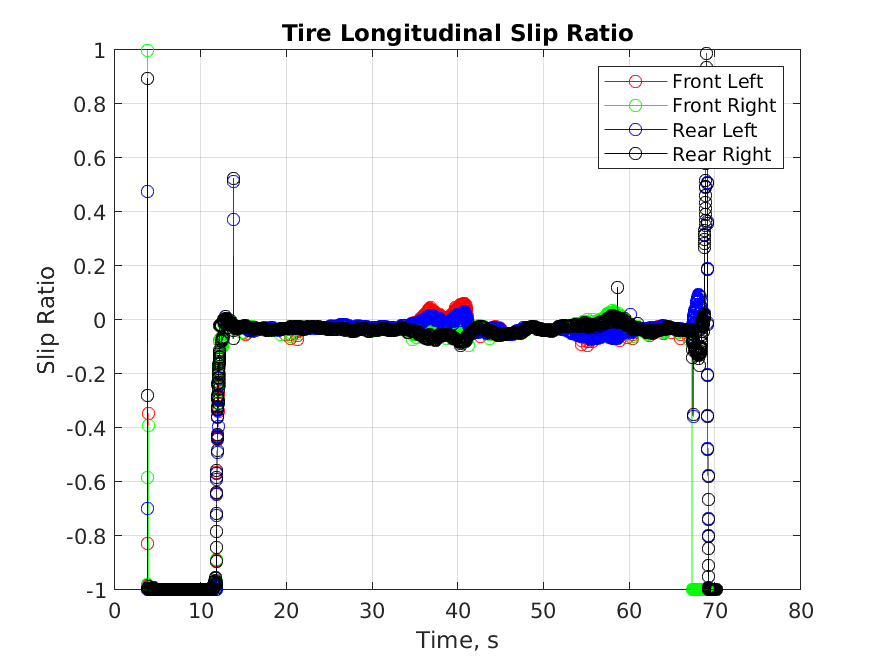 Tire Longitudinal Slip Ratio
1
0.8
0.6
0.4
0.2
0
-0.2
-0.4
-0.6
-0.8
-1
Slip Ratio
Front Left
Front Right
Rear Left
Rear Right
0 10 20 30 40 50 60 70 80
Time, s